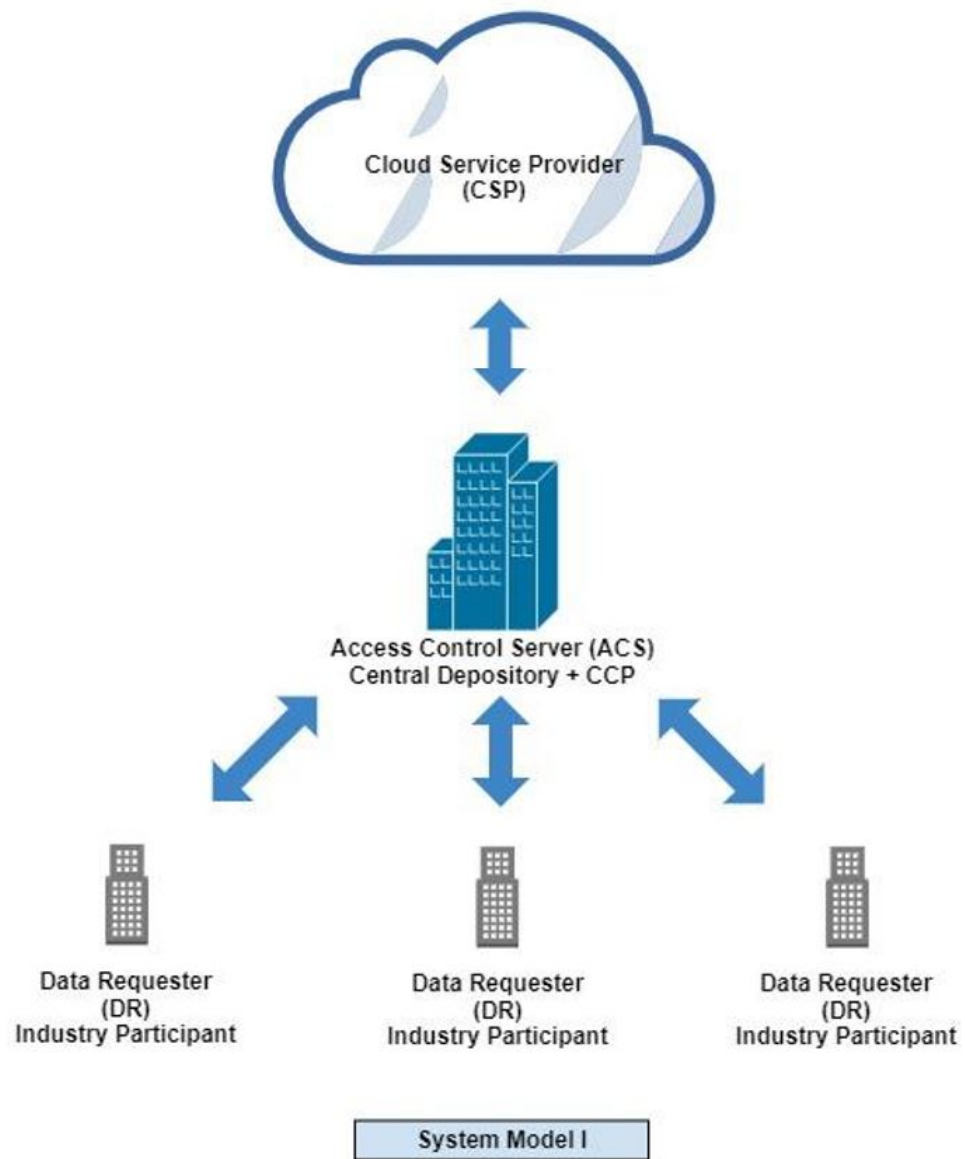 Cloud Service Provider
(CSP)
Access Control Server (ACS)
Central Depository + CCP
Data Requester
(DR)
Industry Participant
Data Requester
(DR)
Industry Participant
Data Requester
(DR)
Industry Participant
System Model I